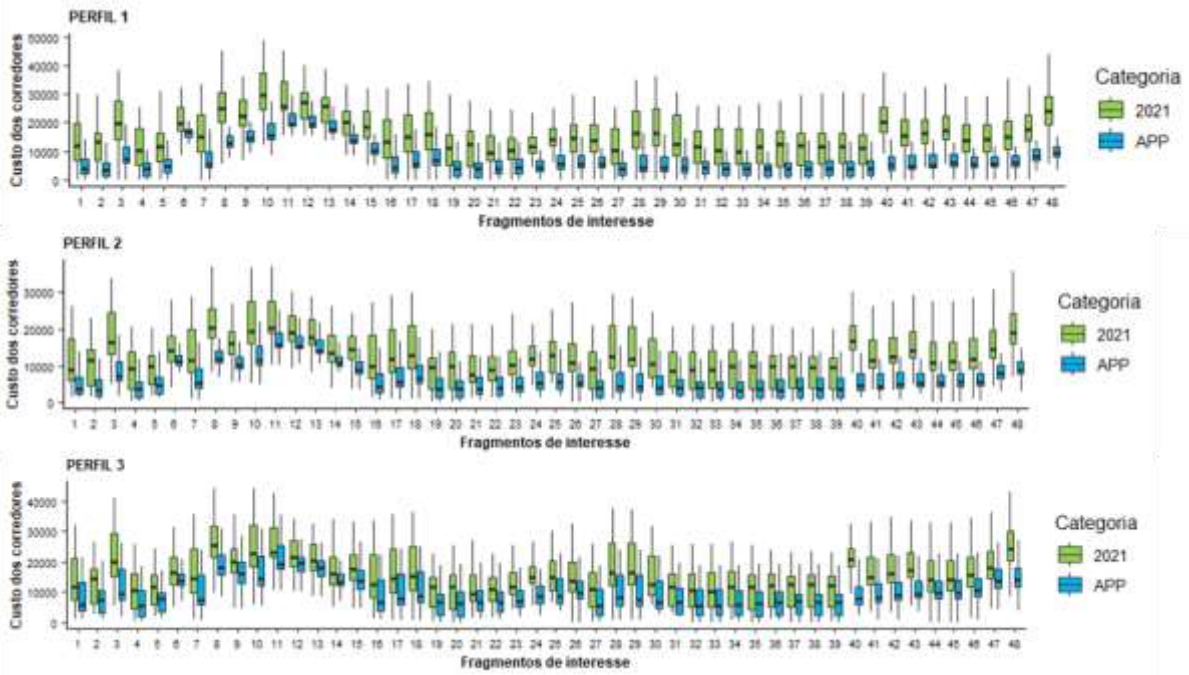 PERFIL 1
Custo dos corredores
50000
40000
30000
20000
10000
0
1 2 3 4 5 6 7 8 9 10 11 12 13 14 15 16 17 18 19 20 21 22 23 24 25 26 27 28 29 30 31 32 33 34 35 36 37 38 39 40 41 42 43 44 45 46 47 48
Fragmentos de interesse
Categoria
2021
APP
PERFIL 2
Custo dos corredores
30000
20000
10000
0
1 2 3 4 5 6 7 8 9 10 11 12 13 14 15 16 17 18 19 20 21 22 23 24 25 26 27 28 29 30 31 32 33 34 35 36 37 38 39 40 41 42 43 44 45 46 47 48
Fragmentos de interesse
Categoria
2021
APP
PERFIL 3
Custo dos corredores
40000
30000
20000
10000
0
1 2 3 4 5 6 7 8 9 10 11 12 13 14 15 16 17 18 19 20 21 22 23 24 25 26 27 28 29 30 31 32 33 34 35 36 37 38 39 40 41 42 43 44 45 46 47 48
Fragmentos de interesse
Categoria
2021
APP